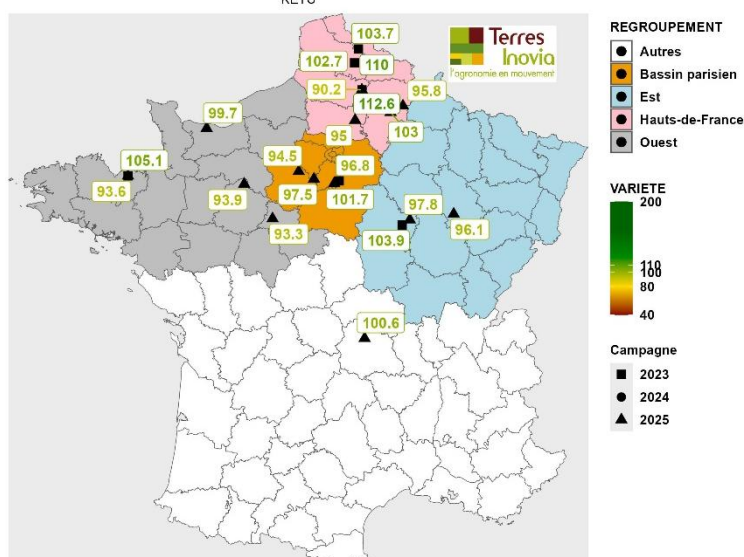 103.7
102.7
110
90.2
112.6
95.8
95
103
99.7
105.1
93.6
94.5
96.8
97.5
101.7
93.9
93.3
97.8
96.1
103.9
100.6
Terres
Inovia
l'agronomie en mouvement
REGROUPEMENT
Autres
Bassin parisien
Est
Hauts-de-France
Ouest
VARIETE
200
110
100
80
40
Campagne
2023
2024
2025